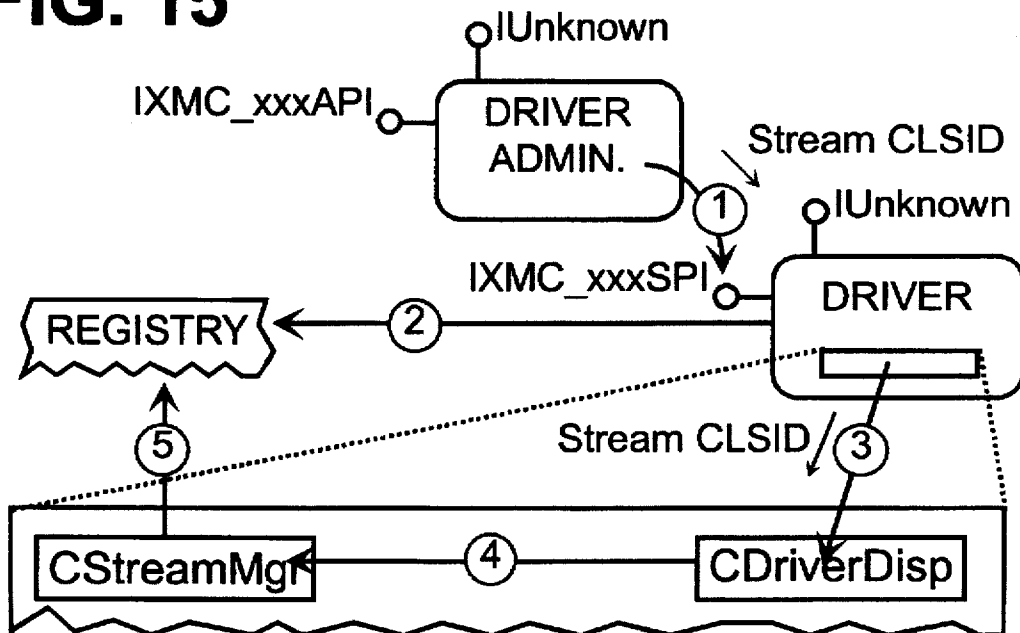 FIG. 15
IUnknown
IXMC_xxxAPI
DRIVER
ADMIN.
Stream CLSID
1
IUnknown
IXMC_xxxSPI
DRIVER
REGISTRY
2
Stream CLSID
3
5
CStreamMgr
4
CDriverDisp